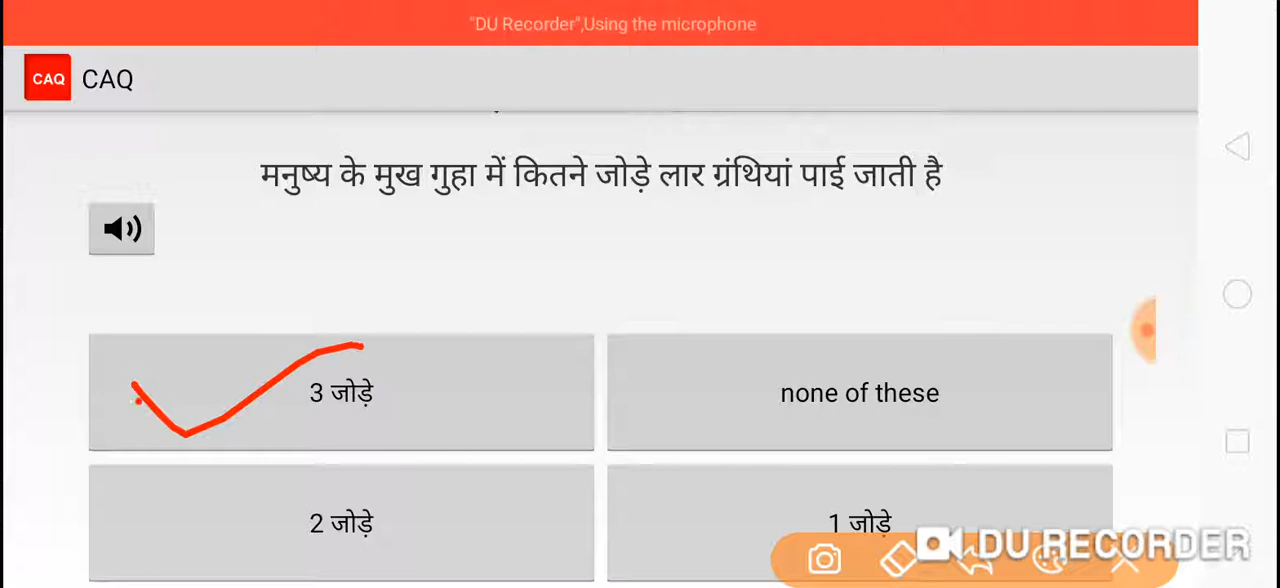 "DU Recorder",Using the microphone
CAQ CAQ
मनुष्य के मुख गुहा में कितने जोड़े लार ग्रंथियां पाई जाती है
3 जोड़े none of these
2 जोड़े 1 जोड़े
DU RECORDER